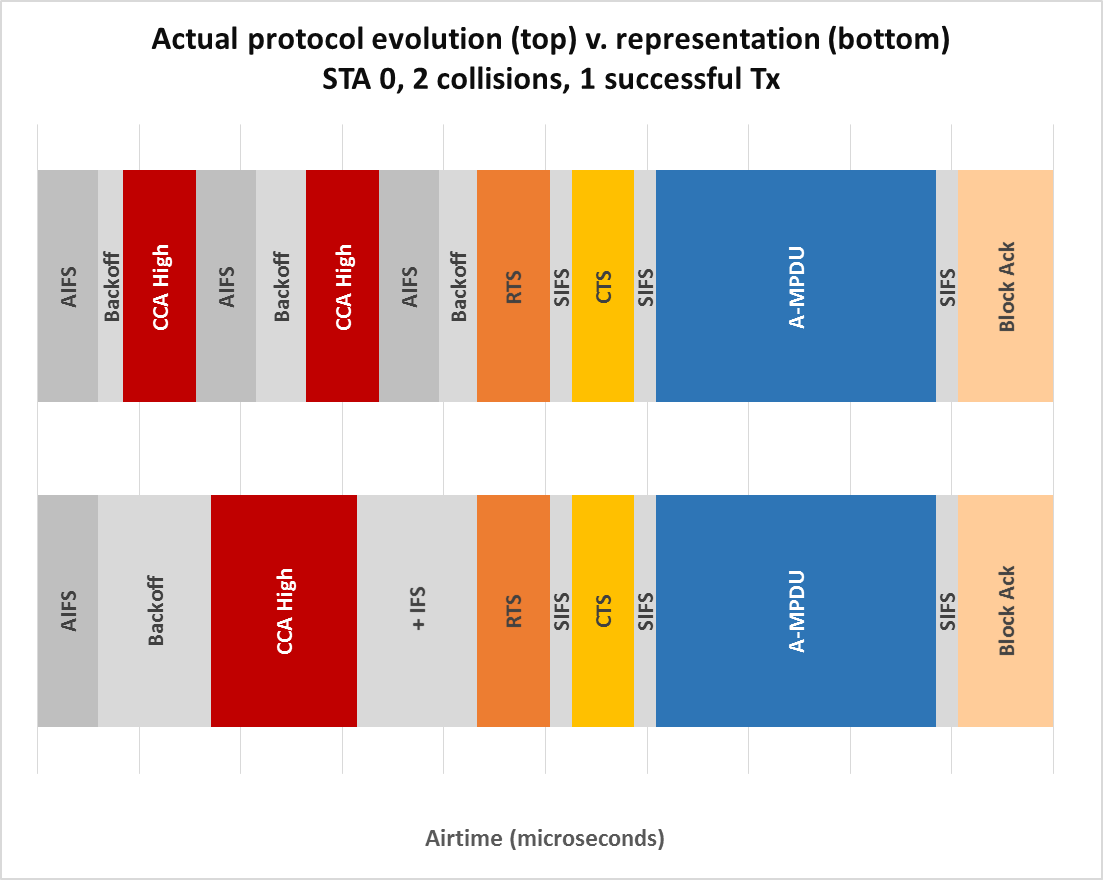 Actual protocol evolution (top) v. representation (bottom)
STA 0, 2 collisions, 1 successful Tx
AIFS
Backoff
CCA High
AIFS
Backoff
CCA High
AIFS
Backoff
RTS
SIFS
CTS
SIFS
A-MPDU
SIFS
Block Ack
AIFS
Backoff
CCA High
+ IFS
RTS
SIFS
CTS
SIFS
A-MPDU
SIFS
Block Ack
Airtime (microseconds)